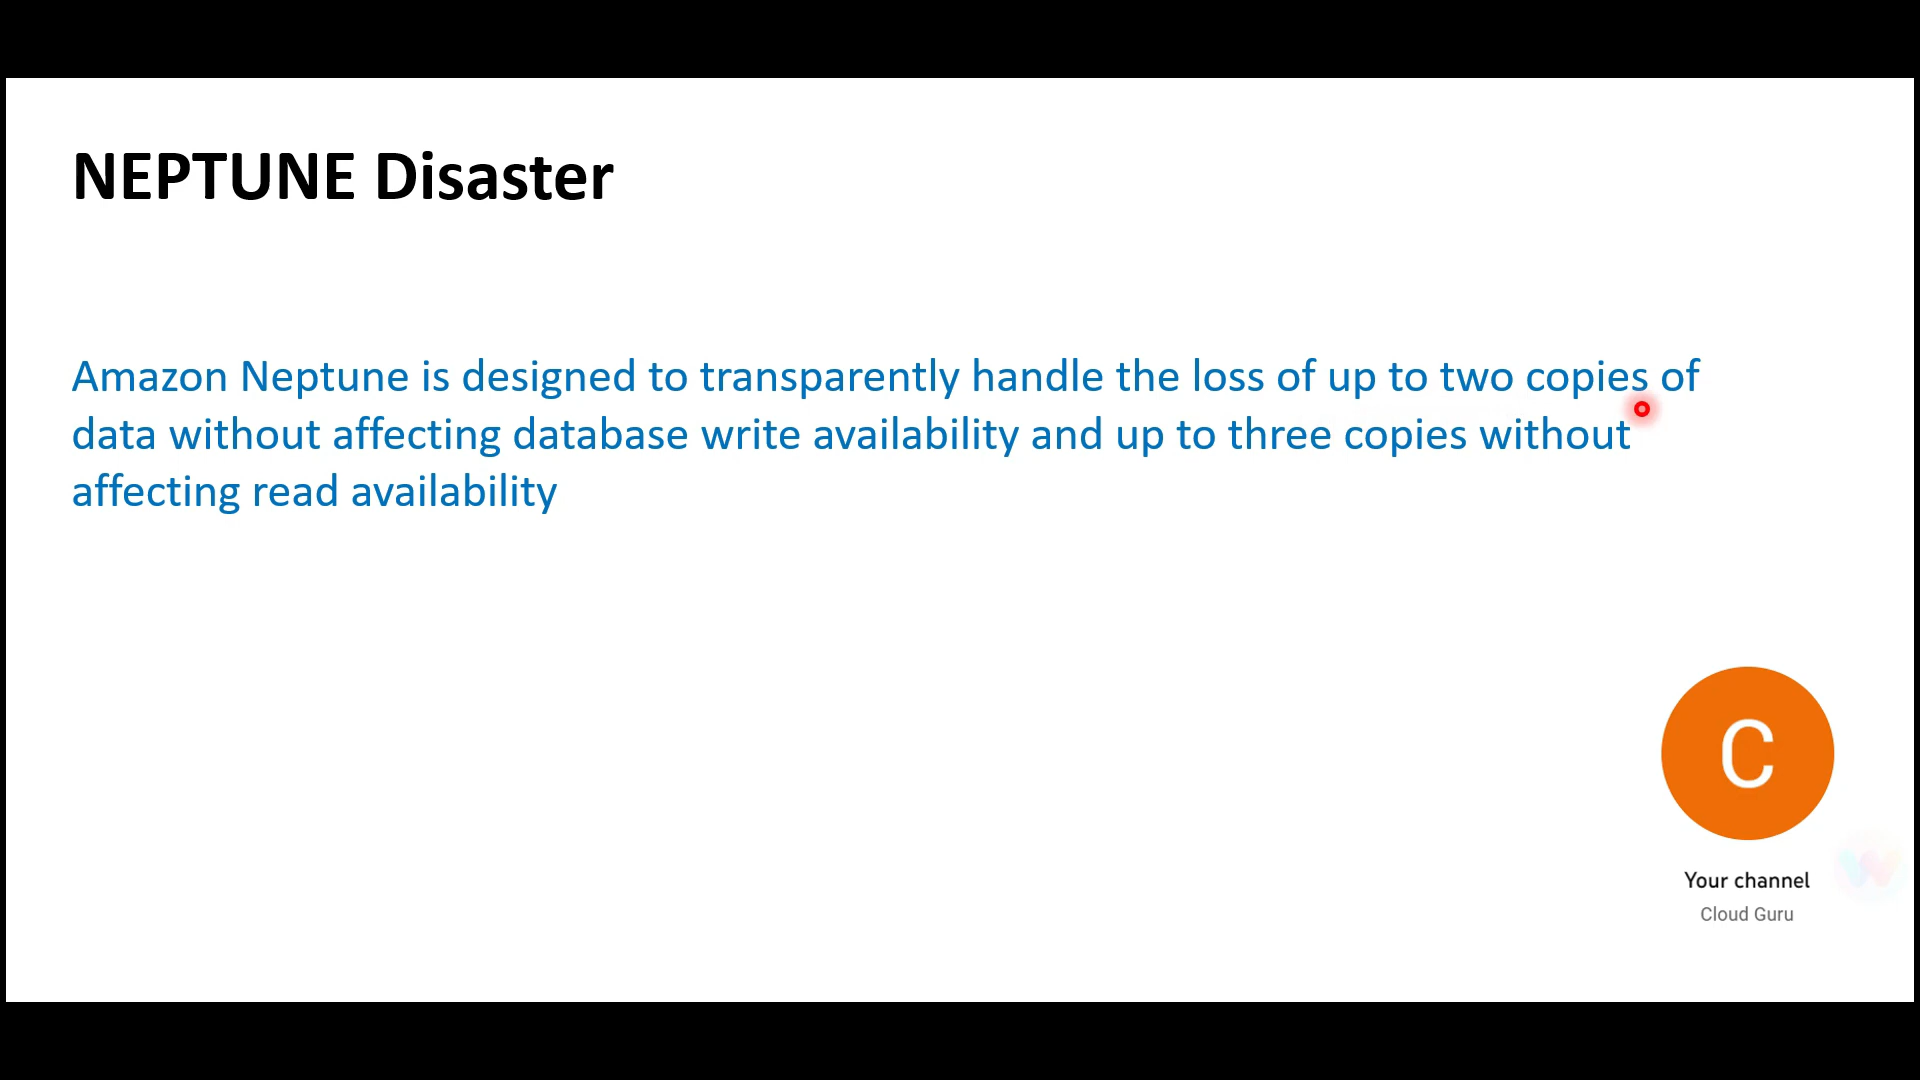 NEPTUNE Disaster
Amazon Neptune is designed to transparently handle the loss of up to two copies of
data without affecting database write availability and up to three copies without
affecting read availability
C
Your channel
Cloud Guru
W